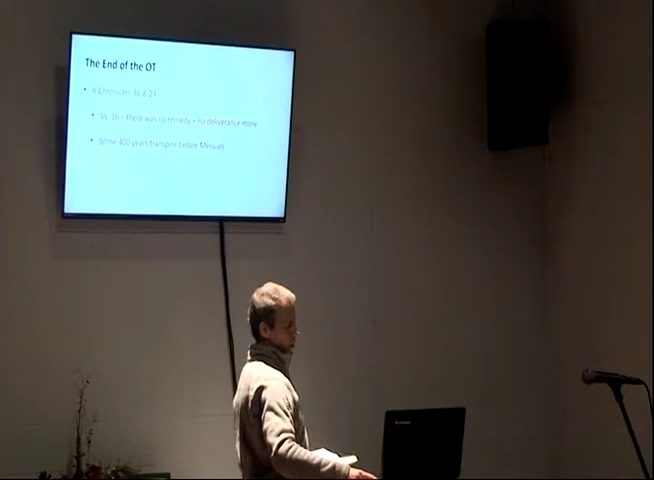 The End of the OT
• II Chronicles 36 & 21
• Vs. 16 – there was no remedy – no deliverance more
• Some 400 years transpire before Messiah